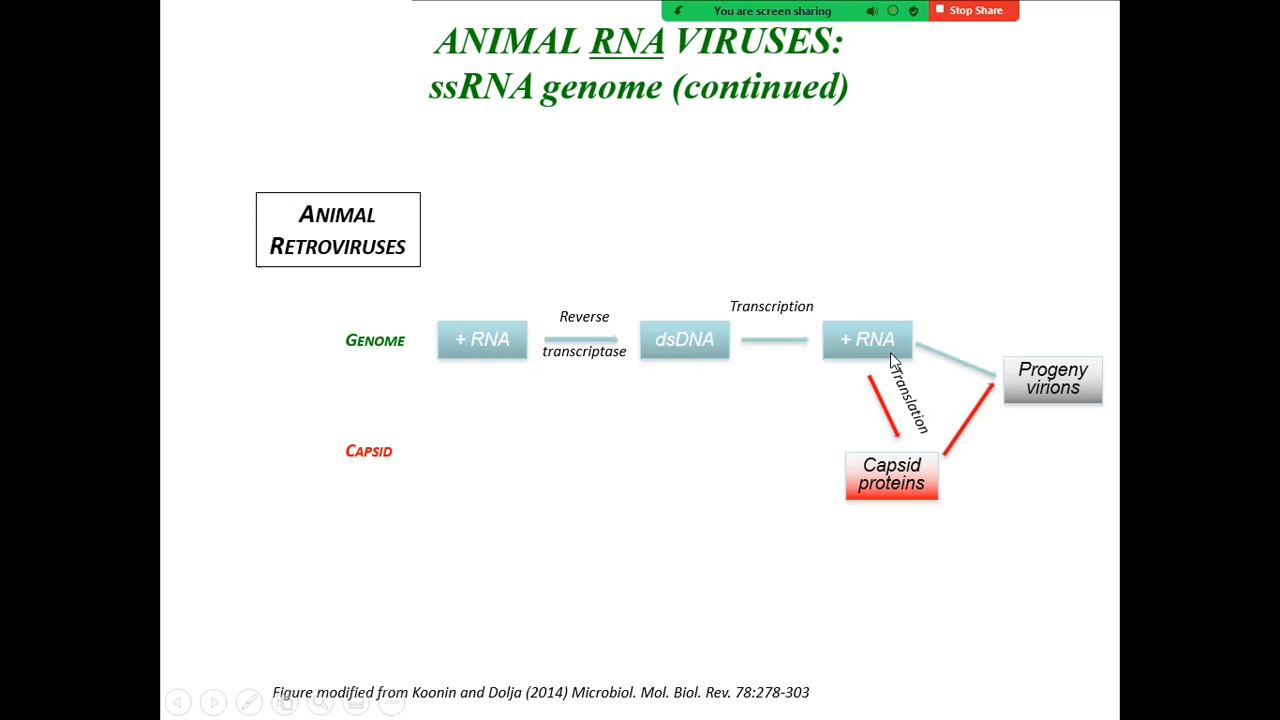 You are screen sharing
Stop Share
ANIMAL RNA VIRUSES:
ssRNA genome (continued)
ANIMAL
RETROVIRUSES
Reverse
transcriptase
Transcription
GENOME
+ RNA
dsDNA
+ RNA
Translation
Progeny
virions
CAPSID
Capsid
proteins
Figure modified from Koonin and Dolja (2014) Microbiol. Mol. Biol. Rev. 78:278-303